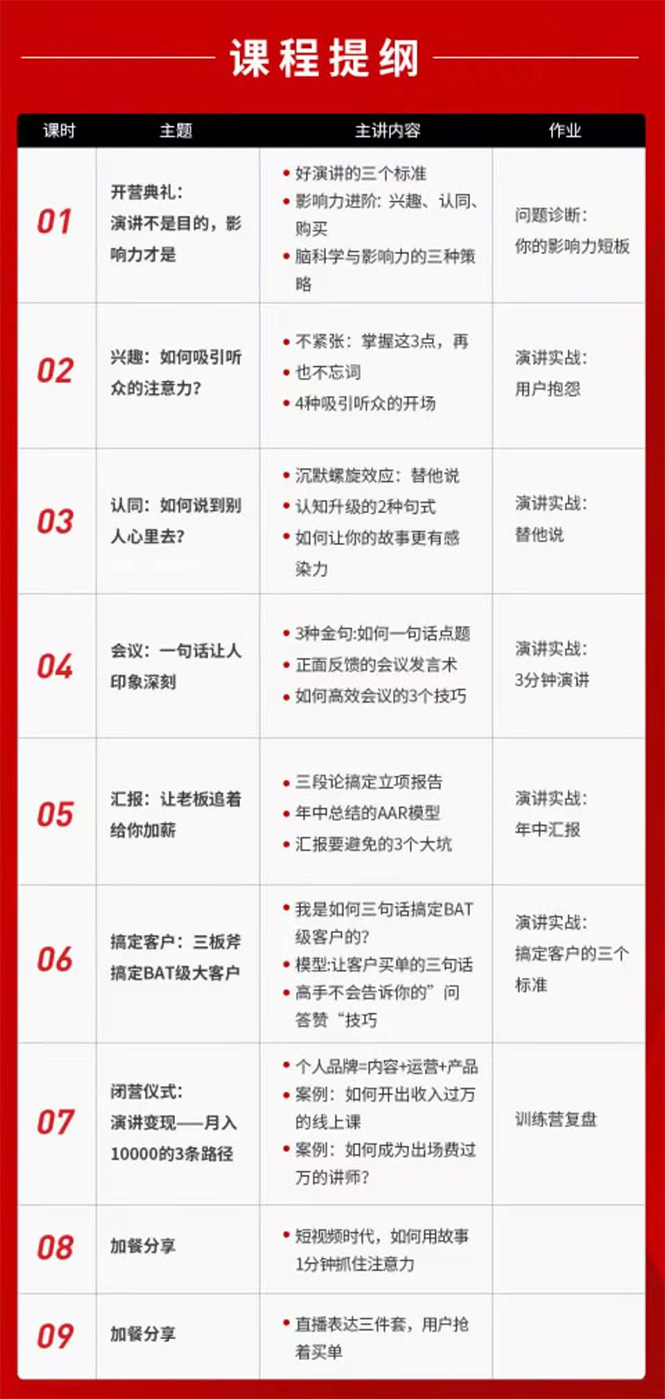 课程提纲
课时 主题 主讲内容 作业
01
开营典礼：
演讲不是目的，影
响力才是
好演讲的三个标准
影响力进阶：兴趣、认同、
购买
脑科学与影响力的三种策
略
问题诊断：
你的影响力短板
02
兴趣：如何吸引听
众的注意力？
不紧张：掌握这3点，再
也不忘词
4种吸引听众的开场
演讲实战：
用户抱怨
03
认同：如何说到别
人心里去？
沉默螺旋效应：替他说
认知升级的2种句式
如何让你的故事更有感
染力
演讲实战：
替他说
04
会议：一句话让人
印象深刻
3种金句:如何一句话点题
正面反馈的会议发言术
如何高效会议的3个技巧
演讲实战：
3分钟演讲
05
汇报：让老板追着
给你加薪
三段论搞定立项报告
年中总结的AAR模型
汇报要避免的3个大坑
演讲实战：
年中汇报
06
搞定客户：三板斧
搞定BAT级大客户
我是如何三句话搞定BAT
级客户的？
模型:让客户买单的三句话
高手不会告诉你的”问
答赞“技巧
演讲实战：
搞定客户的三个
标准
07
闭营仪式：
演讲变现——月入
10000的3条路径
个人品牌=内容+运营+产品
案例：如何开出收入过万
的线上课
案例：如何成为出场费过
万的讲师？
训练营复盘
08
加餐分享
短视频时代，如何用故事
1分钟抓住注意力
09
加餐分享
直播表达三件套，用户抢
着买单